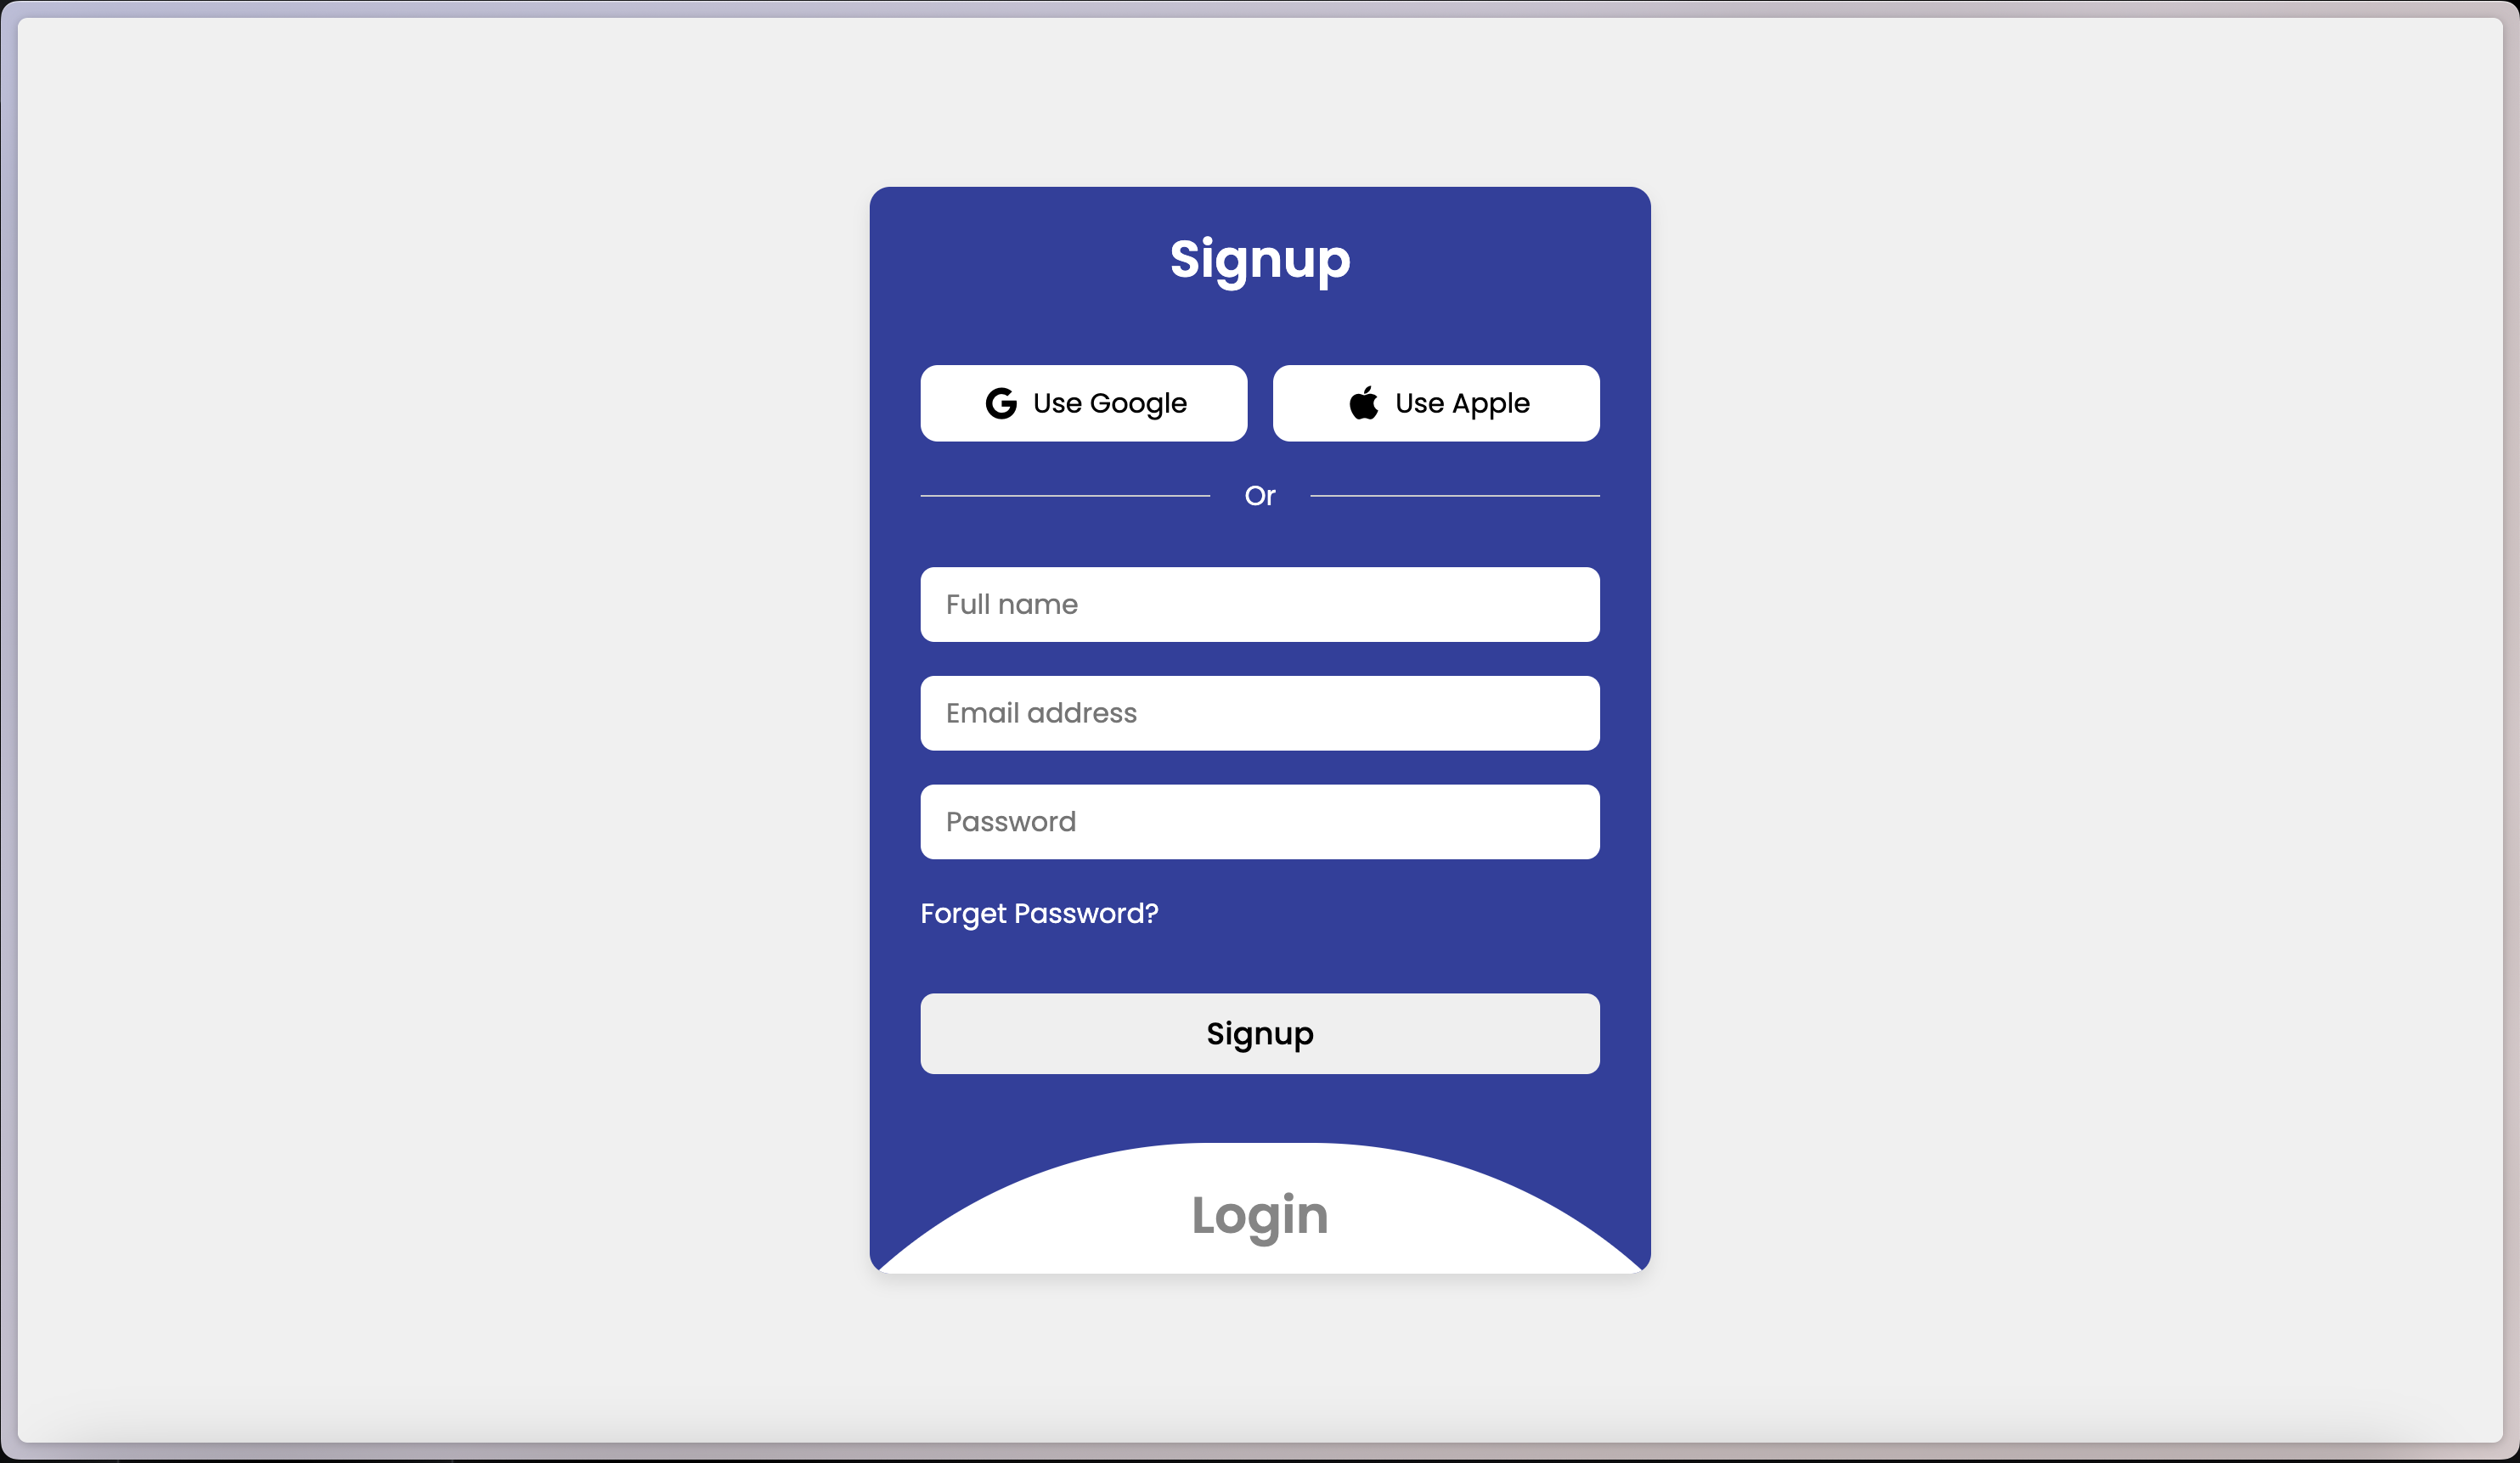 Signup
Use Google
Use Apple
Or
Full name
Email address
Password
Forget Password?
Signup
Login